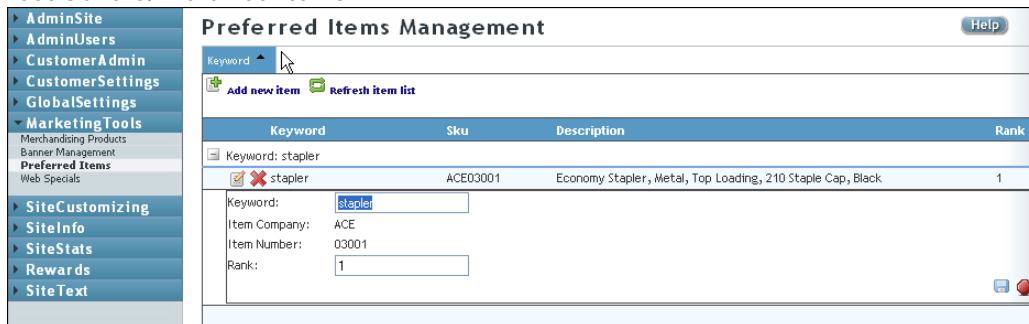 AdminSite
AdminUsers
CustomerAdmin
CustomerSettings
GlobalSettings
MarketingTools
Merchandising Products
Banner Management
Preferred Items
Web Specials
SiteCustomizing
SiteInfo
SiteStats
Rewards
SiteText
Preferred Items Management
Help
Keyword
Add new item Refresh item list
Keyword Sku Description Rank
Keyword: stapler
stapler ACE03001 Economy Stapler, Metal, Top Loading, 210 Staple Cap, Black 1
Keyword: stapler
Item Company: ACE
Item Number: 03001
Rank: 1